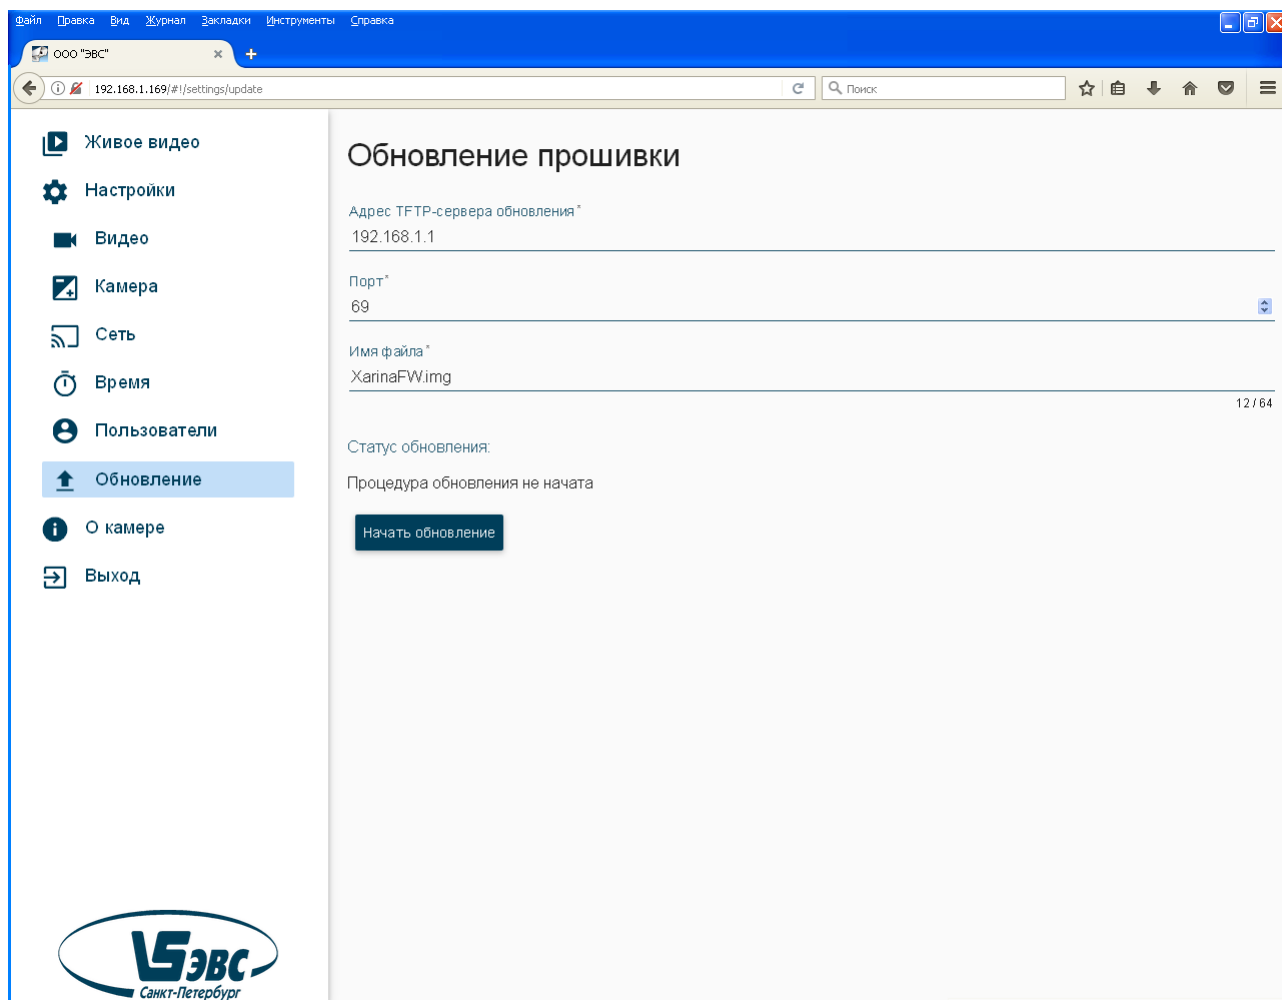 Файл Правка Вид Журнал Закладки Инструменты Справка
ООО "ЭВС"
192.168.1.169/#!/settings/update
Поиск
Живое видео
Настройки
Видео
Камера
Сеть
Время
Пользователи
Обновление
О камере
Выход
Обновление прошивки
Адрес TFTP-сервера обновления*
192.168.1.1
Порт*
69
Имя файла*
XarinaFW.img
12 / 64
Статус обновления:
Процедура обновления не начата
Начать обновление
ЭВС
Санкт-Петербург